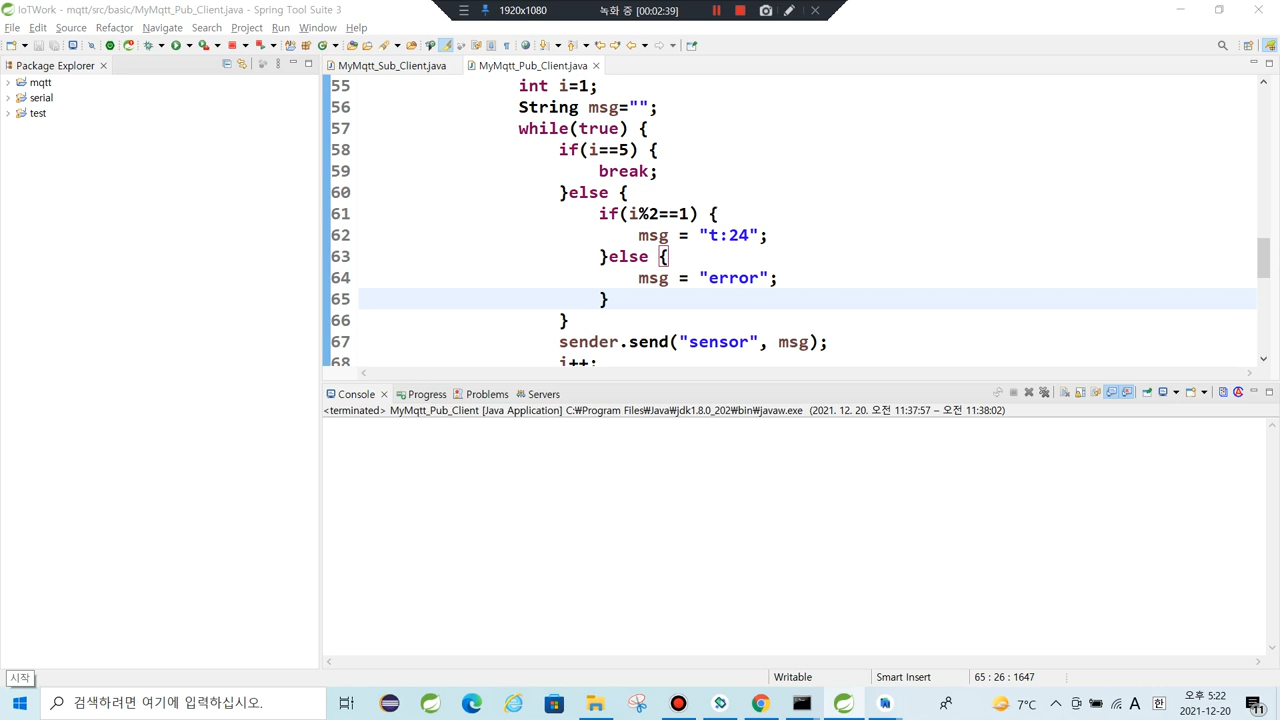 IoTWork - mqtt/src/basic/MyMqtt_Pub_Client.java - Spring Tool Suite 3
1920x1080
녹화 중 [00:02:39]
File Edit Source Refactor Navigate Search Project Run Window Help
Package Explorer
MyMqtt_Sub_Client.java
MyMqtt_Pub_Client.java
mqtt
serial
test
55 int i=1;
56 String msg="";
57 while(true) {
58 if(i==5) {
59 break;
60 }else {
61 if(i%2==1) {
62 msg = "t:24";
63 }else {
64 msg = "error";
65 }
66 }
67 sender.send("sensor", msg);
68 i++;
Console Progress Problems Servers
<terminated> MyMqtt_Pub_Client [Java Application] C:₩Program Files₩Java₩jdk1.8.0_202₩bin₩javaw.exe (2021. 12. 20. 오전 11:37:57 – 오전 11:38:02)
시작
Writable
Smart Insert
65 : 26 : 1647
검색하려면 여기에 입력하십시오.
7°C
A
한
오후 5:22
2021-12-20
11